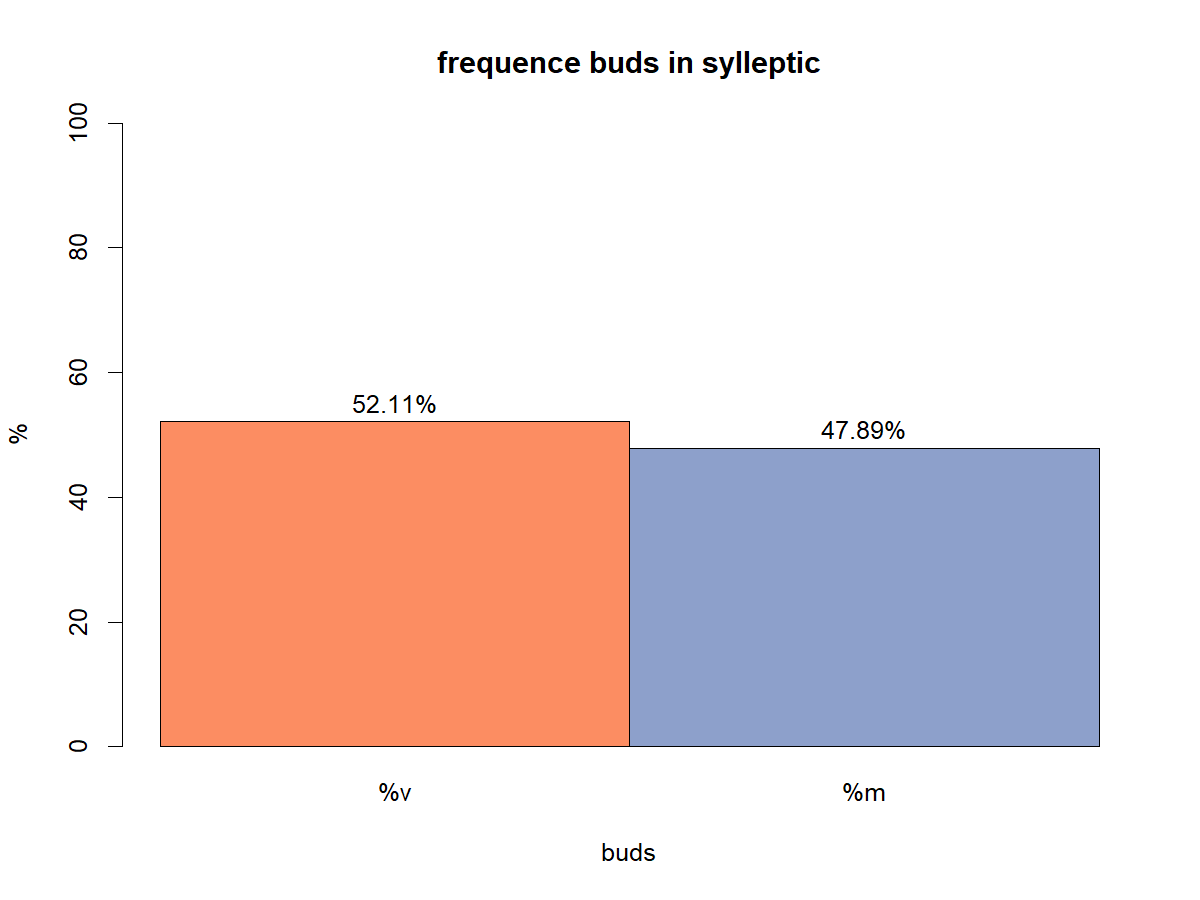 frequence buds in sylleptic
100
80
60
40
20
0
%
52.11%
47.89%
%v
%m
buds